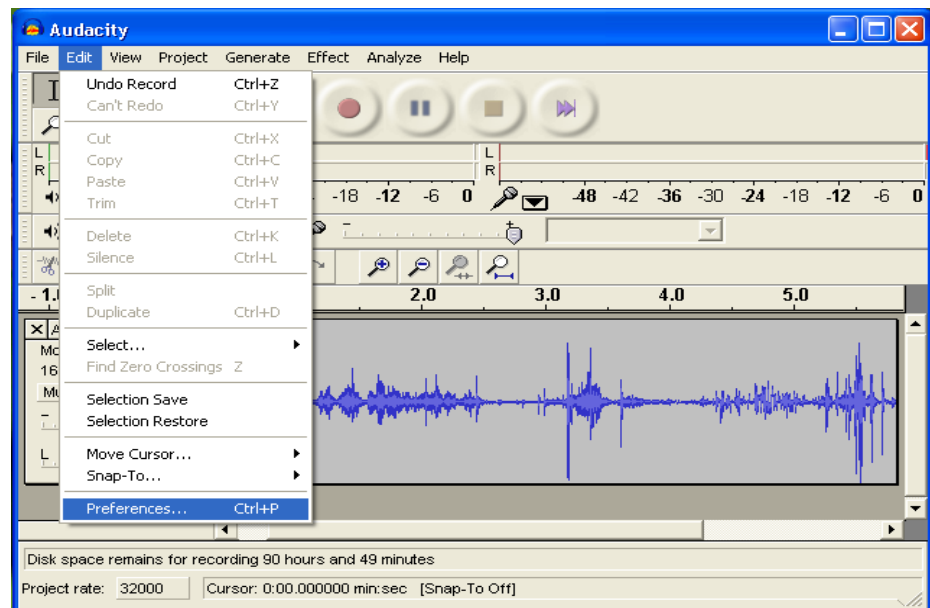 Audacity
File Edit View Project Generate Effect Analyze Help
Undo Record Ctrl+Z
Can't Redo Ctrl+Y
Cut Ctrl+X
Copy Ctrl+C
Paste Ctrl+V
Trim Ctrl+T
Delete Ctrl+K
Silence Ctrl+L
Split
Duplicate Ctrl+D
Select...
Find Zero Crossings Z
Selection Save
Selection Restore
Move Cursor...
Snap-To...
Preferences... Ctrl+P
L
R
-18 -12 -6 0
L
R
-48 -42 -36 -30 -24 -18 -12 -6 0
2.0 3.0 4.0 5.0
16
L
Disk space remains for recording 90 hours and 49 minutes
Project rate: 32000 Cursor: 0:00.000000 min:sec [Snap-To Off]